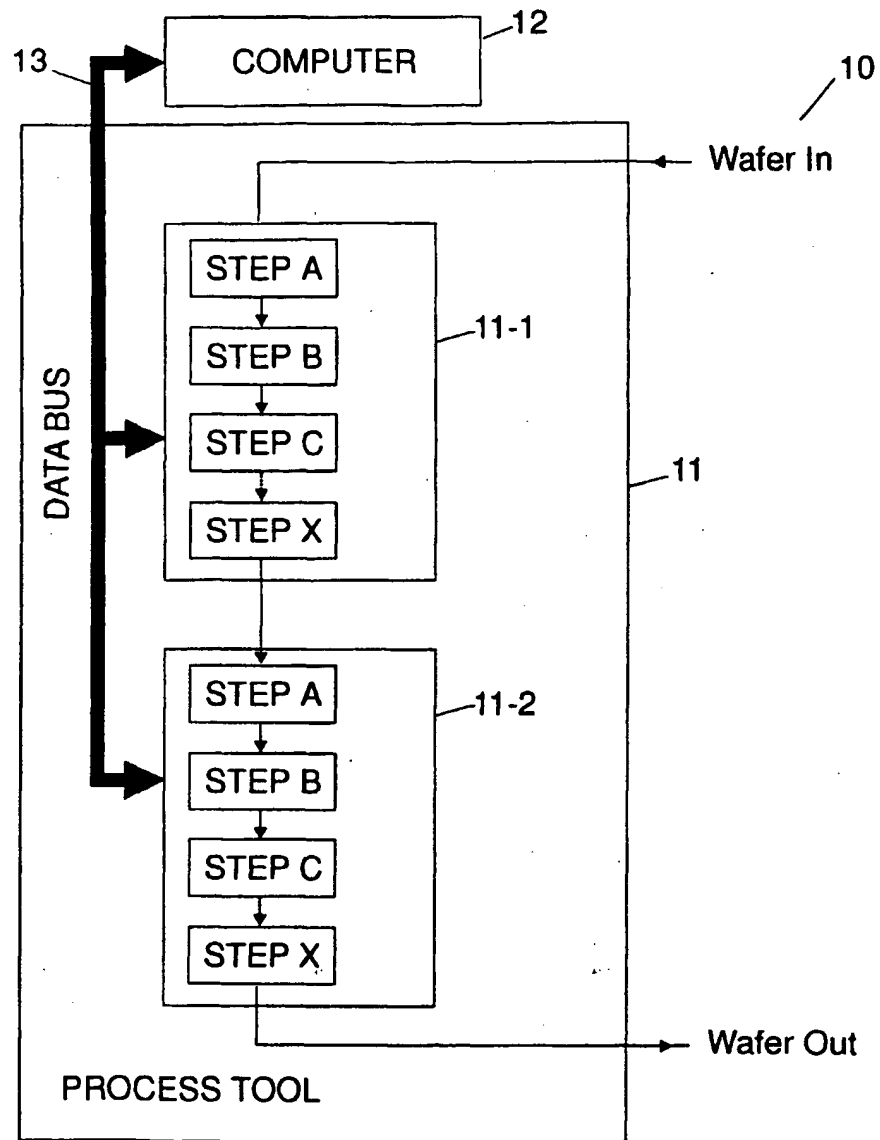 12
13
COMPUTER
10
Wafer In
STEP A
11-1
STEP B
DATA BUS
STEP C
11
STEP X
STEP A
11-2
STEP B
STEP C
STEP X
Wafer Out
PROCESS TOOL